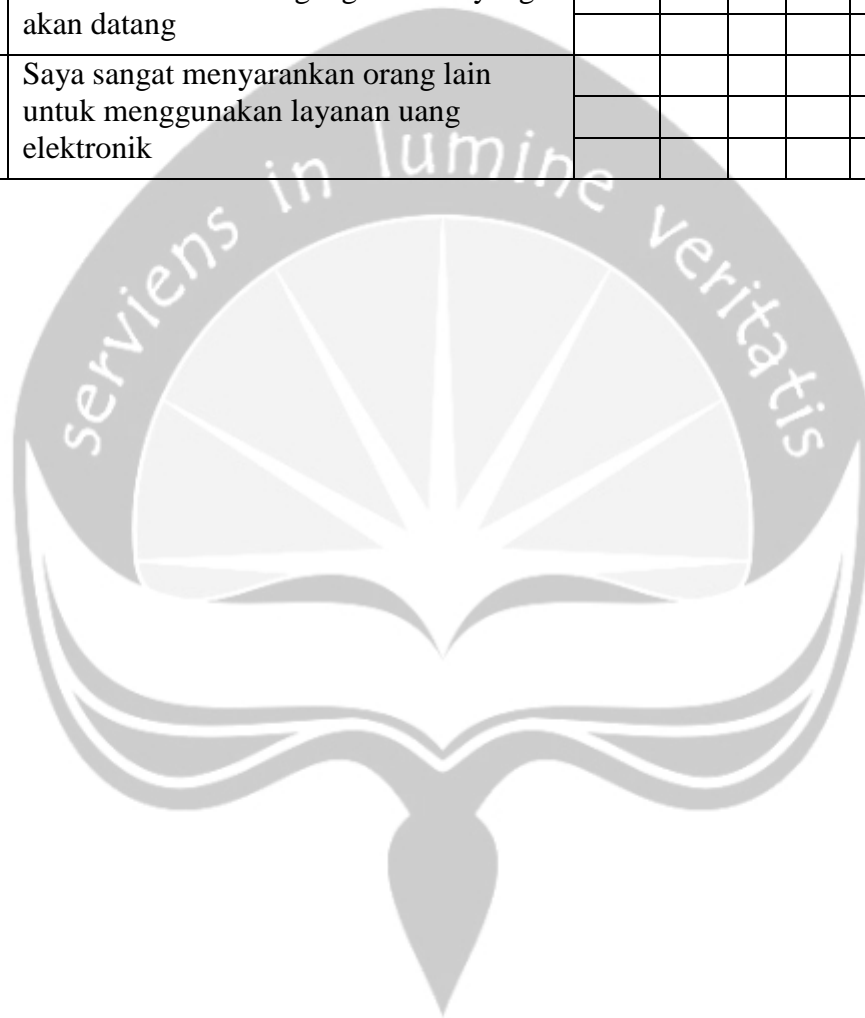 akan datang
Saya sangat menyarankan orang lain
untuk menggunakan layanan uang
elektronik
serviens in lumine veritatis